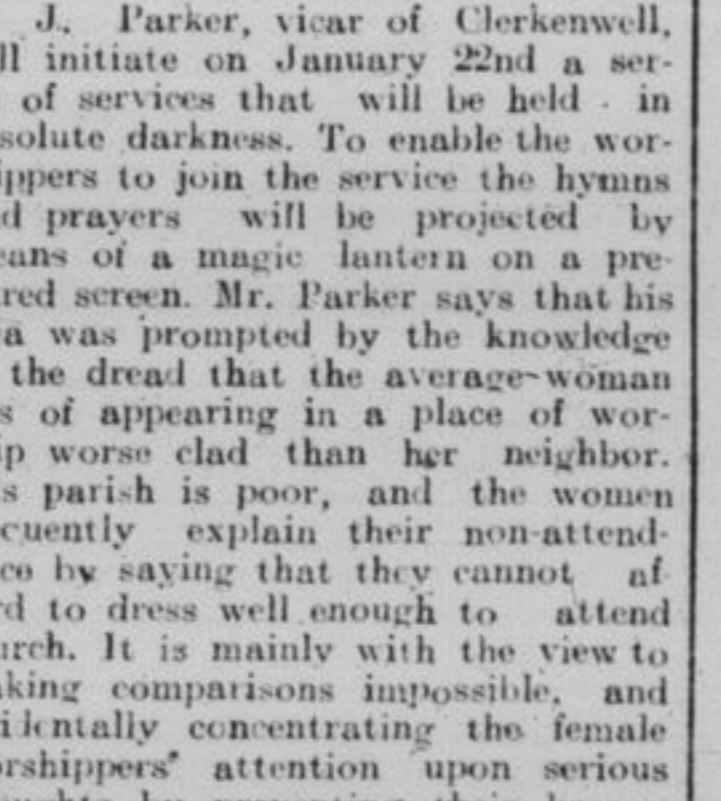 J. Parker, vicar of Clerkenwell,
ll initiate on January 22nd a ser-
of services that will be held - in
solute darkness. To enable the wor-
ippers to join the service the hymns
d prayers will be projected by
eans of a magic lantern on a pre-
red screen. Mr. Parker says that his
a was prompted by the knowledge
the dread that the average-woman
s of appearing in a place of wor-
ip worse clad than her neighbor.
s parish is poor, and the women
cuently explain their non-attend-
ce by saying that they cannot af-
rd to dress well enough to attend
urch. It is mainly with the view to
aking comparisons impossible, and
identally concentrating the female
orshippers' attention upon serious